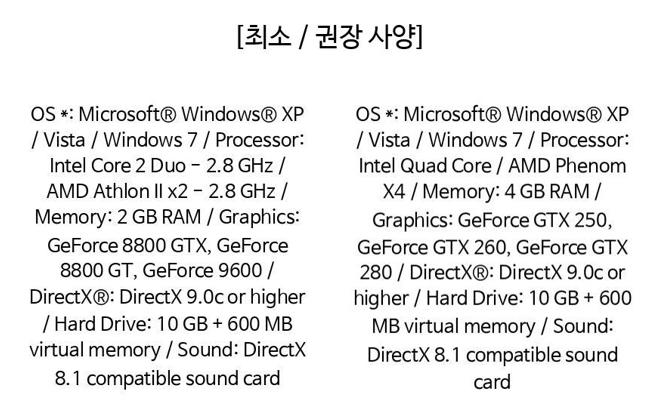 [최소 / 권장 사양]
OS *: Microsoft® Windows® XP
/ Vista / Windows 7 / Processor:
Intel Core 2 Duo – 2.8 GHz /
AMD Athlon II x2 – 2.8 GHz /
Memory: 2 GB RAM / Graphics:
GeForce 8800 GTX, GeForce
8800 GT, GeForce 9600 /
DirectX®: DirectX 9.0c or higher
/ Hard Drive: 10 GB + 600 MB
virtual memory / Sound: DirectX
8.1 compatible sound card
OS *: Microsoft® Windows® XP
/ Vista / Windows 7 / Processor:
Intel Quad Core / AMD Phenom
X4 / Memory: 4 GB RAM /
Graphics: GeForce GTX 250,
GeForce GTX 260, GeForce GTX
280 / DirectX®: DirectX 9.0c or
higher / Hard Drive: 10 GB + 600
MB virtual memory / Sound:
DirectX 8.1 compatible sound
card